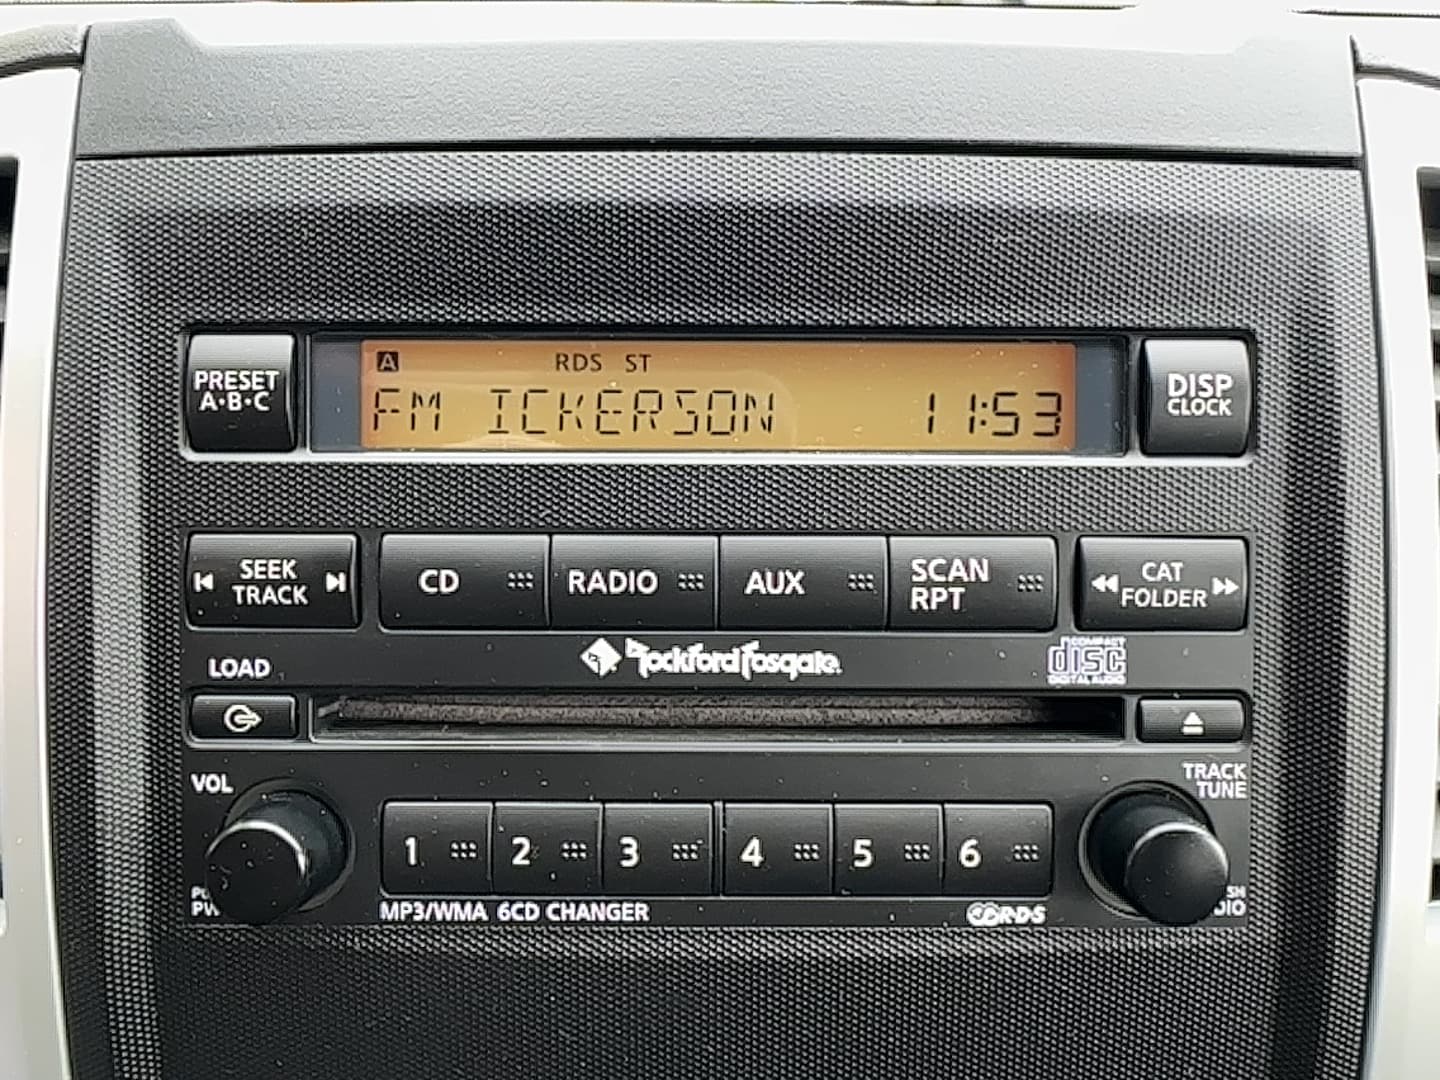 A RDS ST
FM ICKERSON 11:53
PRESET
A·B·C
DISP
CLOCK
SEEK
TRACK
CD
RADIO
AUX
SCAN
RPT
CAT
FOLDER
LOAD
Rockford Fosgate
COMPACT
disc
DIGITAL AUDIO
VOL
TRACK
TUNE
1 2 3 4 5 6
MP3/WMA 6CD CHANGER
R·D·S